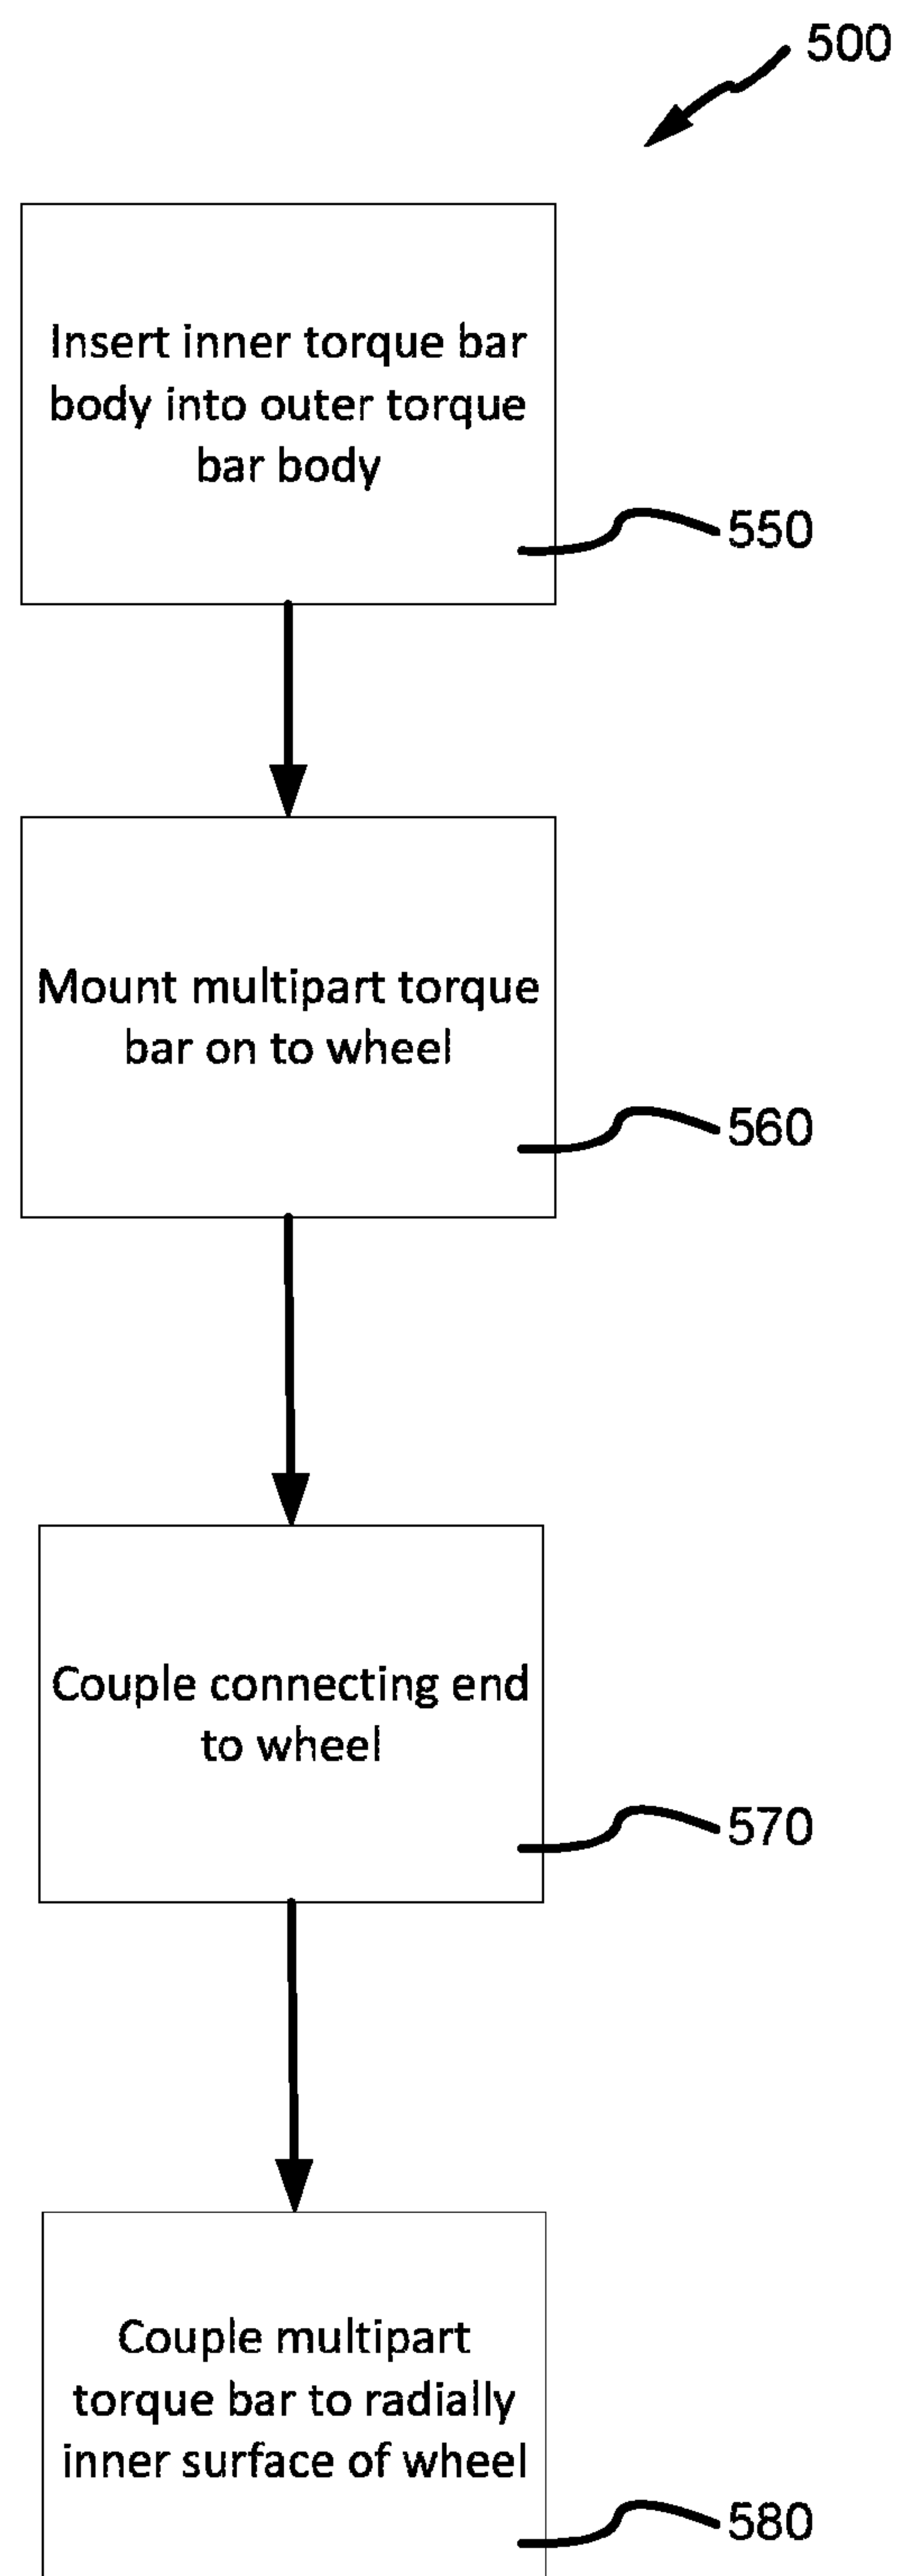 500
Insert inner torque bar
body into outer torque
bar body
550
Mount multipart torque
bar on to wheel
560
Couple connecting end
to wheel
570
Couple multipart
torque bar to radially
inner surface of wheel
580